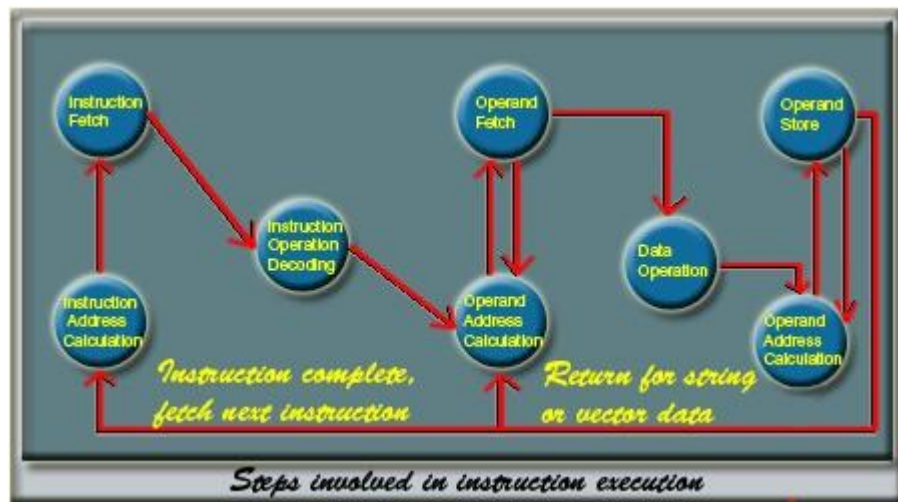 Instruction
Fetch
Operand
Fetch
Operand
Store
Instruction
Operation
Decoding
Data
Operation
Instruction
Address
Calculation
Operand
Address
Calculation
Operand
Address
Calculation
Instruction complete,
fetch next instruction
Return for string
or vector data
Steps involved in instruction execution